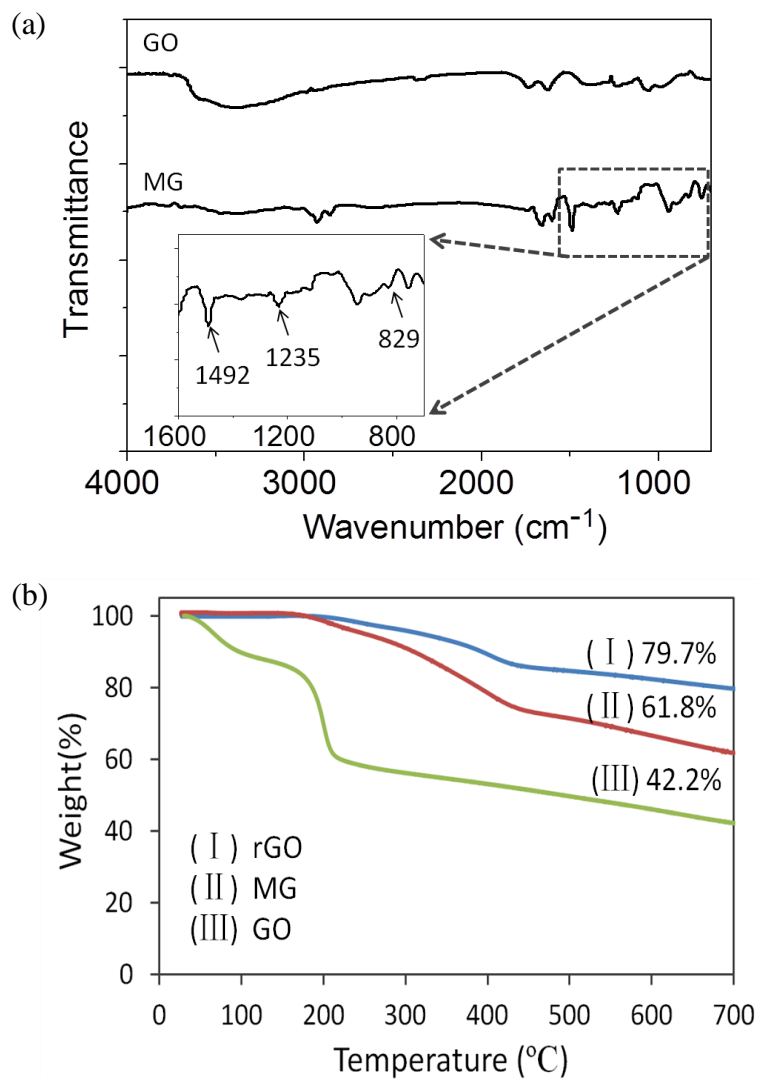 (a)
GO
MG
Transmittance
1492
1235
829
1600
1200
800
4000
3000
2000
1000
Wavenumber (cm⁻¹)
(b)
100
80
60
40
20
0
Weight(%)
(Ⅰ) 79.7%
(Ⅱ) 61.8%
(Ⅲ) 42.2%
(Ⅰ) rGO
(Ⅱ) MG
(Ⅲ) GO
0
100
200
300
400
500
600
700
Temperature (℃)